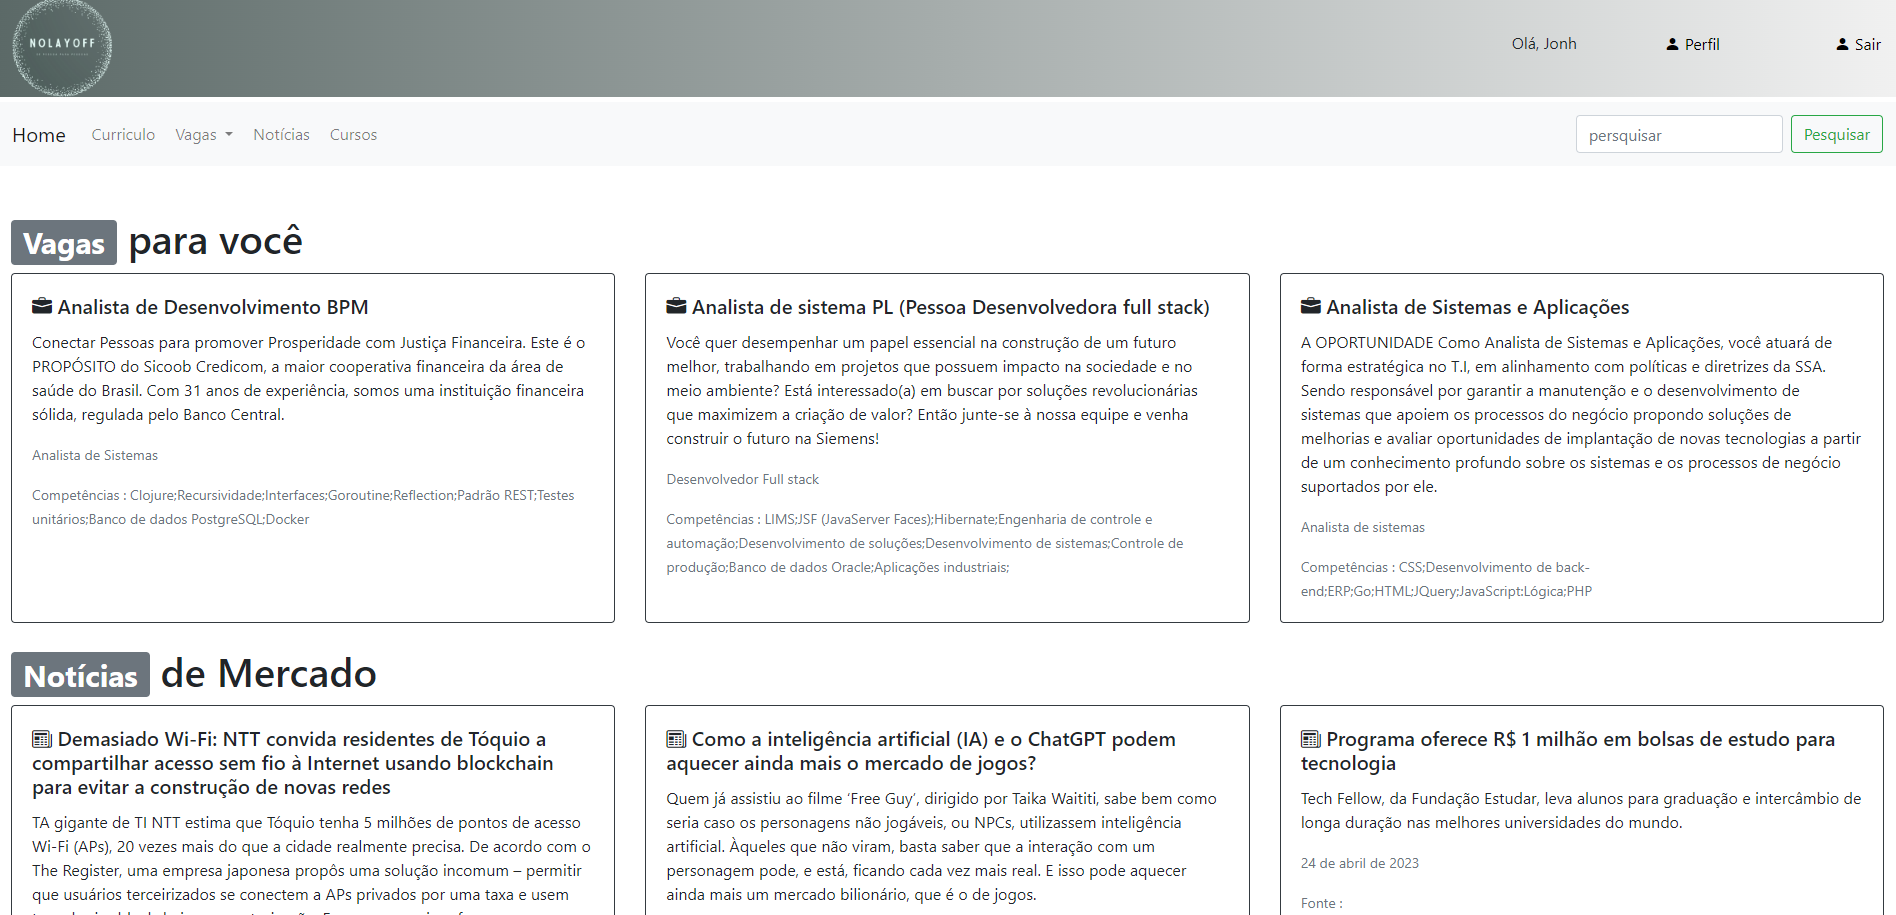 NOLAYOFF
Olá, Jonh
Perfil
Sair
Home
Curriculo
Vagas
Notícias
Cursos
persquisar
Pesquisar
Vagas para você
Analista de Desenvolvimento BPM
Conectar Pessoas para promover Prosperidade com Justiça Financeira. Este é o
PROPÓSITO do Sicoob Credicom, a maior cooperativa financeira da área de
saúde do Brasil. Com 31 anos de experiência, somos uma instituição financeira
sólida, regulada pelo Banco Central.
Analista de Sistemas
Competências : Clojure;Recursividade;Interfaces;Goroutine;Reflection;Padrão REST;Testes
unitários;Banco de dados PostgreSQL;Docker
Analista de sistema PL (Pessoa Desenvolvedora full stack)
Você quer desempenhar um papel essencial na construção de um futuro
melhor, trabalhando em projetos que possuem impacto na sociedade e no
meio ambiente? Está interessado(a) em buscar por soluções revolucionárias
que maximizem a criação de valor? Então junte-se à nossa equipe e venha
construir o futuro na Siemens!
Desenvolvedor Full stack
Competências : LIMS;JSF (JavaServer Faces);Hibernate;Engenharia de controle e
automação;Desenvolvimento de soluções;Desenvolvimento de sistemas;Controle de
produção;Banco de dados Oracle;Aplicações industriais;
Analista de Sistemas e Aplicações
A OPORTUNIDADE Como Analista de Sistemas e Aplicações, você atuará de
forma estratégica no T.I, em alinhamento com políticas e diretrizes da SSA.
Sendo responsável por garantir a manutenção e o desenvolvimento de
sistemas que apoiem os processos do negócio propondo soluções de
melhorias e avaliar oportunidades de implantação de novas tecnologias a partir
de um conhecimento profundo sobre os sistemas e os processos de negócio
suportados por ele.
Analista de sistemas
Competências : CSS;Desenvolvimento de back-
end;ERP;Go;HTML;JQuery;JavaScript:Lógica;PHP
Notícias de Mercado
Demasiado Wi-Fi: NTT convida residentes de Tóquio a
compartilhar acesso sem fio à Internet usando blockchain
para evitar a construção de novas redes
TA gigante de TI NTT estima que Tóquio tenha 5 milhões de pontos de acesso
Wi-Fi (APs), 20 vezes mais do que a cidade realmente precisa. De acordo com o
The Register, uma empresa japonesa propôs uma solução incomum – permitir
que usuários terceirizados se conectem a APs privados por uma taxa e usem
Como a inteligência artificial (IA) e o ChatGPT podem
aquecer ainda mais o mercado de jogos?
Quem já assistiu ao filme ‘Free Guy’, dirigido por Taika Waititi, sabe bem como
seria caso os personagens não jogáveis, ou NPCs, utilizassem inteligência
artificial. Àqueles que não viram, basta saber que a interação com um
personagem pode, e está, ficando cada vez mais real. E isso pode aquecer
ainda mais um mercado bilionário, que é o de jogos.
Programa oferece R$ 1 milhão em bolsas de estudo para
tecnologia
Tech Fellow, da Fundação Estudar, leva alunos para graduação e intercâmbio de
longa duração nas melhores universidades do mundo.
24 de abril de 2023
Fonte :